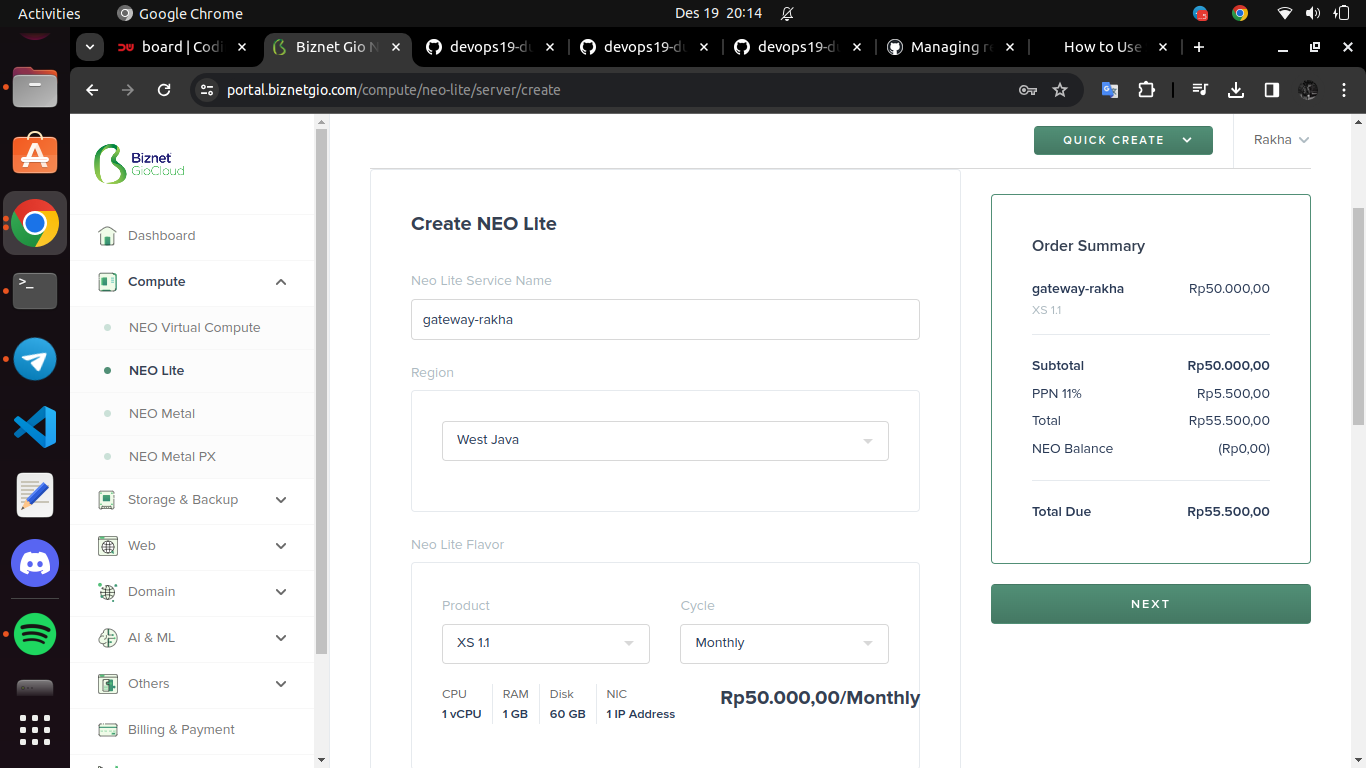 Activities
Google Chrome
Des 19 20:14
board | Codi
Biznet Gio N
devops19-du
devops19-du
devops19-du
Managing re
How to Use
portal.biznetgio.com/compute/neo-lite/server/create
Biznet
GioCloud
QUICK CREATE
Rakha
Dashboard
Compute
NEO Virtual Compute
NEO Lite
NEO Metal
NEO Metal PX
Storage & Backup
Web
Domain
AI & ML
Others
Billing & Payment
Create NEO Lite
Neo Lite Service Name
gateway-rakha
Region
West Java
Neo Lite Flavor
Product
Cycle
XS 1.1
Monthly
CPU
RAM
Disk
NIC
1 vCPU
1 GB
60 GB
1 IP Address
Rp50.000,00/Monthly
Order Summary
gateway-rakha Rp50.000,00
XS 1.1
Subtotal Rp50.000,00
PPN 11% Rp5.500,00
Total Rp55.500,00
NEO Balance (Rp0,00)
Total Due Rp55.500,00
NEXT